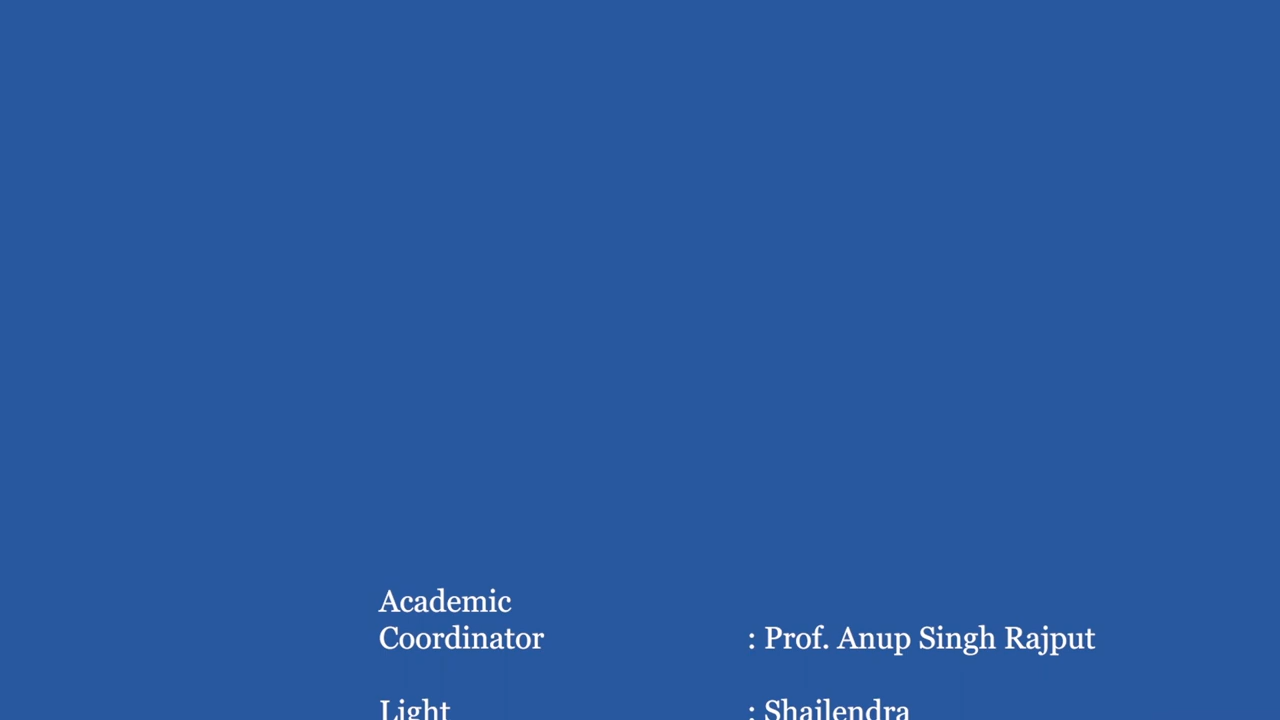 Academic
Coordinator : Prof. Anup Singh Rajput
Light : Shailendra